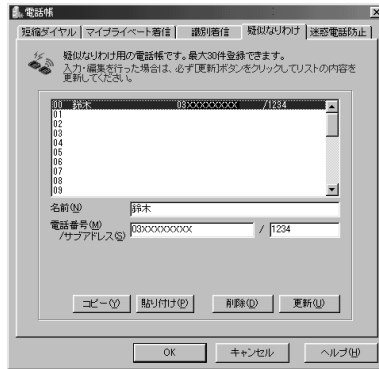 電話帳
短縮ダイヤル マイプライベート着信 識別着信 疑似なりわけ 迷惑電話防止
疑似なりわけ用の電話帳です。最大30件登録できます。
入力・編集を行った場合は、必ず[更新]ボタンをクリックしてリストの内容を
更新してください。
00 鈴木 03XXXXXXXX /1234
01
02
03
04
05
06
07
08
09
名前(N) 鈴木
電話番号(M)
/サブアドレス(S) 03XXXXXXXX / 1234
コピー(Y) 貼り付け(P) 削除(D) 更新(U)
OK キャンセル ヘルプ(H)